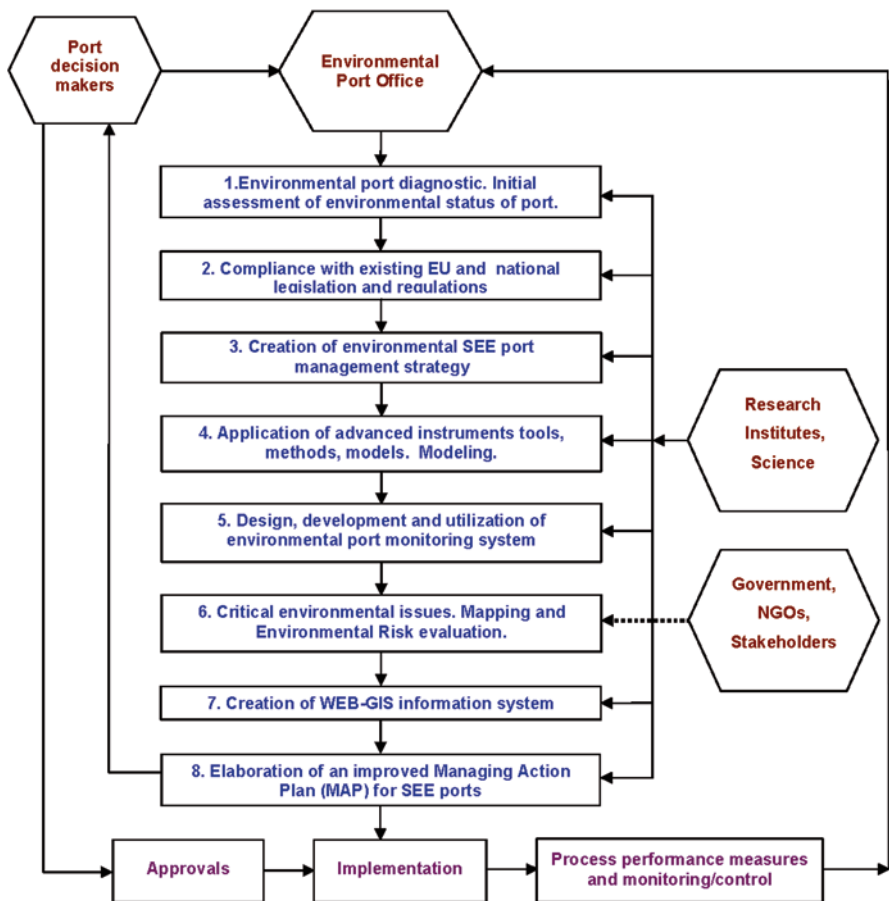 Port
decision
makers
Environmental
Port Office
1.Environmental port diagnostic. Initial
assessment of environmental status of port.
2. Compliance with existing EU and national
legislation and regulations
3. Creation of environmental SEE port
management strategy
4. Application of advanced instruments tools,
methods, models. Modeling.
5. Design, development and utilization of
environmental port monitoring system
6. Critical environmental issues. Mapping and
Environmental Risk evaluation.
7. Creation of WEB-GIS information system
8. Elaboration of an improved Managing Action
Plan (MAP) for SEE ports
Research
Institutes,
Science
Government,
NGOs,
Stakeholders
Approvals
Implementation
Process performance measures
and monitoring/control